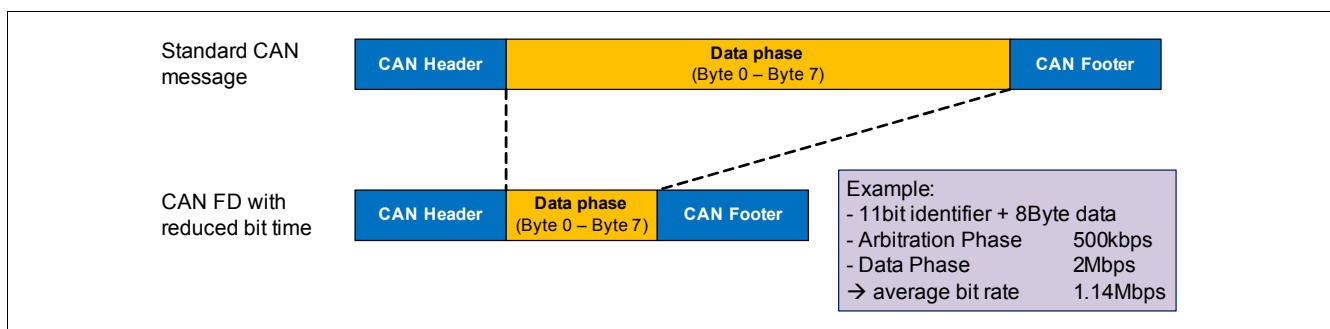 Standard CAN
message
CAN Header
Data phase
(Byte 0 – Byte 7)
CAN Footer
CAN FD with
reduced bit time
CAN Header
Data phase
(Byte 0 – Byte 7)
CAN Footer
Example:
- 11bit identifier + 8Byte data
- Arbitration Phase 500kbps
- Data Phase 2Mbps
→ average bit rate 1.14Mbps